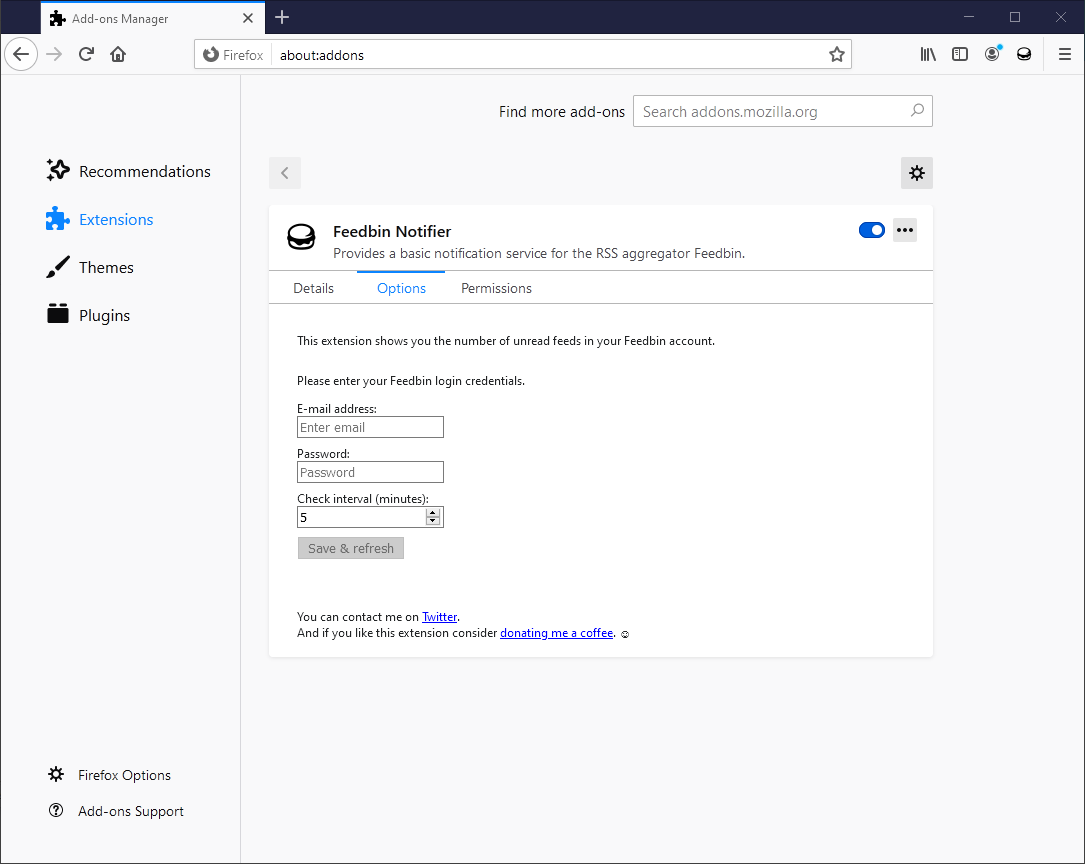 Add-ons Manager
Firefox about:addons
Find more add-ons Search addons.mozilla.org
Recommendations
Extensions
Themes
Plugins
Feedbin Notifier
Provides a basic notification service for the RSS aggregator Feedbin.
Details Options Permissions
This extension shows you the number of unread feeds in your Feedbin account.
Please enter your Feedbin login credentials.
E-mail address:
Enter email
Password:
Password
Check interval (minutes):
5
Save & refresh
You can contact me on Twitter.
And if you like this extension consider donating me a coffee. ☺
Firefox Options
Add-ons Support